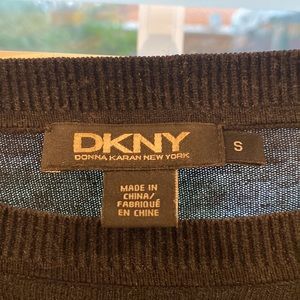 DKNY
DONNA KARAN NEW YORK
S
MADE IN
CHINA/
FABRIQUÉ
EN CHINE